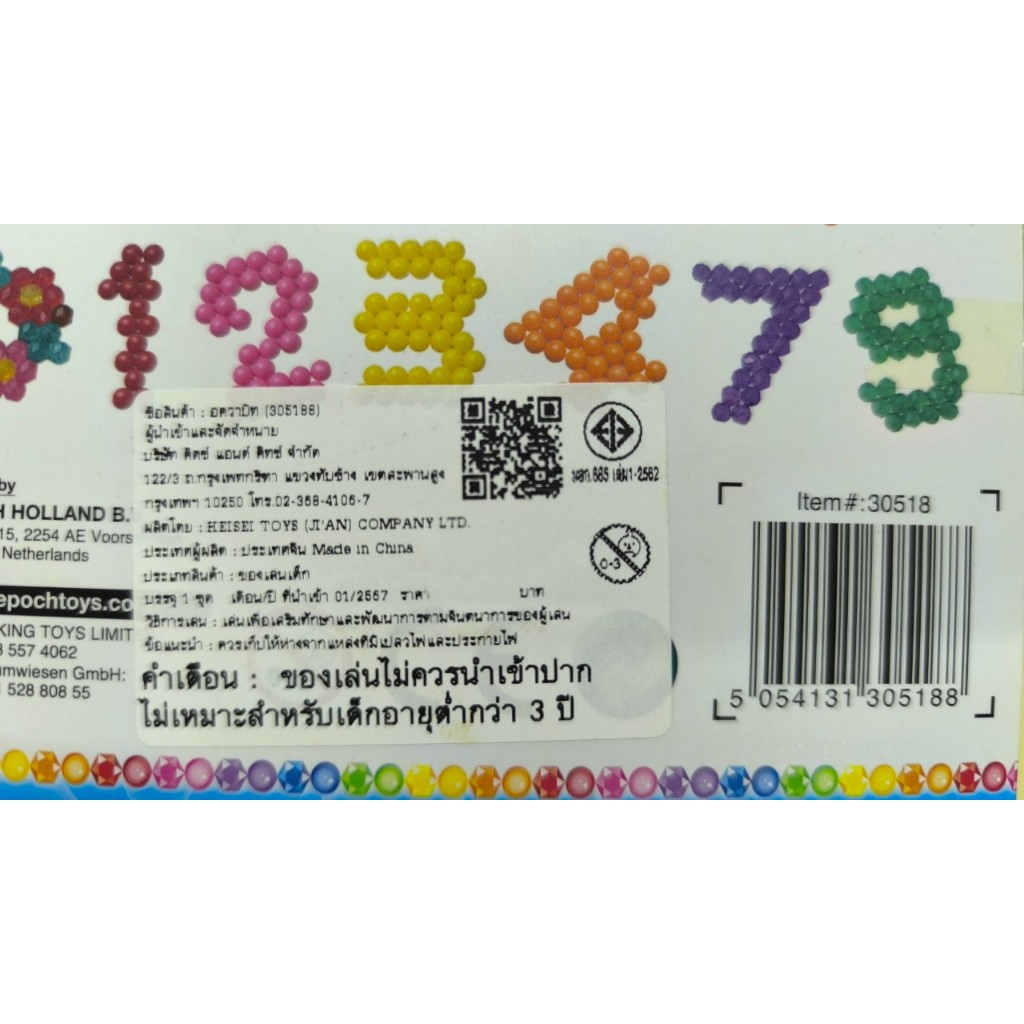 1 2 3 4 7 9
ชื่อสินค้า : อควาบีท (305188)
ผู้นำเข้าและจัดจำหน่าย
บริษัท คิดซ์ แอนด์ คิทซ์ จำกัด
122/3 ถ.กรุงเทพกรีฑา แขวงทับช้าง เขตสะพานสูง
กรุงเทพฯ 10250 โทร.02-368-4106-7
ผลิตโดย : HEISEI TOYS (JI'AN) COMPANY LTD.
ประเทศผู้ผลิต : ประเทศจีน Made in China
ประเภทสินค้า : ของเล่นเด็ก
บรรจุ 1 ชุด เดือน/ปี ที่นำเข้า 01/2567 ราคา บาท
วิธีการเล่น : เล่นเพื่อเสริมทักษะและพัฒนาการตามจินตนาการของผู้เล่น
ข้อแนะนำ : ควรเก็บให้ห่างจากแหล่งที่มีเปลวไฟและประกายไฟ
คำเตือน : ของเล่นไม่ควรนำเข้าปาก
ไม่เหมาะสำหรับเด็กอายุต่ำกว่า 3 ปี
มอก.685 เล่ม1-2562
0-3
by
H HOLLAND B.V
15, 2254 AE Voors
Netherlands
epochtoys.co
KING TOYS LIMIT
3 557 4062
umwiesen GmbH:
528 808 55
Item#:30518
5 054131 305188